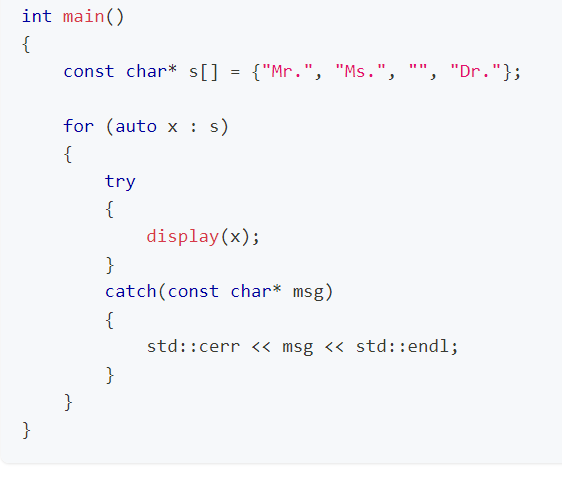 int main()
{
    const char* s[] = {"Mr.", "Ms.", "", "Dr."};

    for (auto x : s)
    {
        try
        {
            display(x);
        }
        catch(const char* msg)
        {
            std::cerr << msg << std::endl;
        }
    }
}